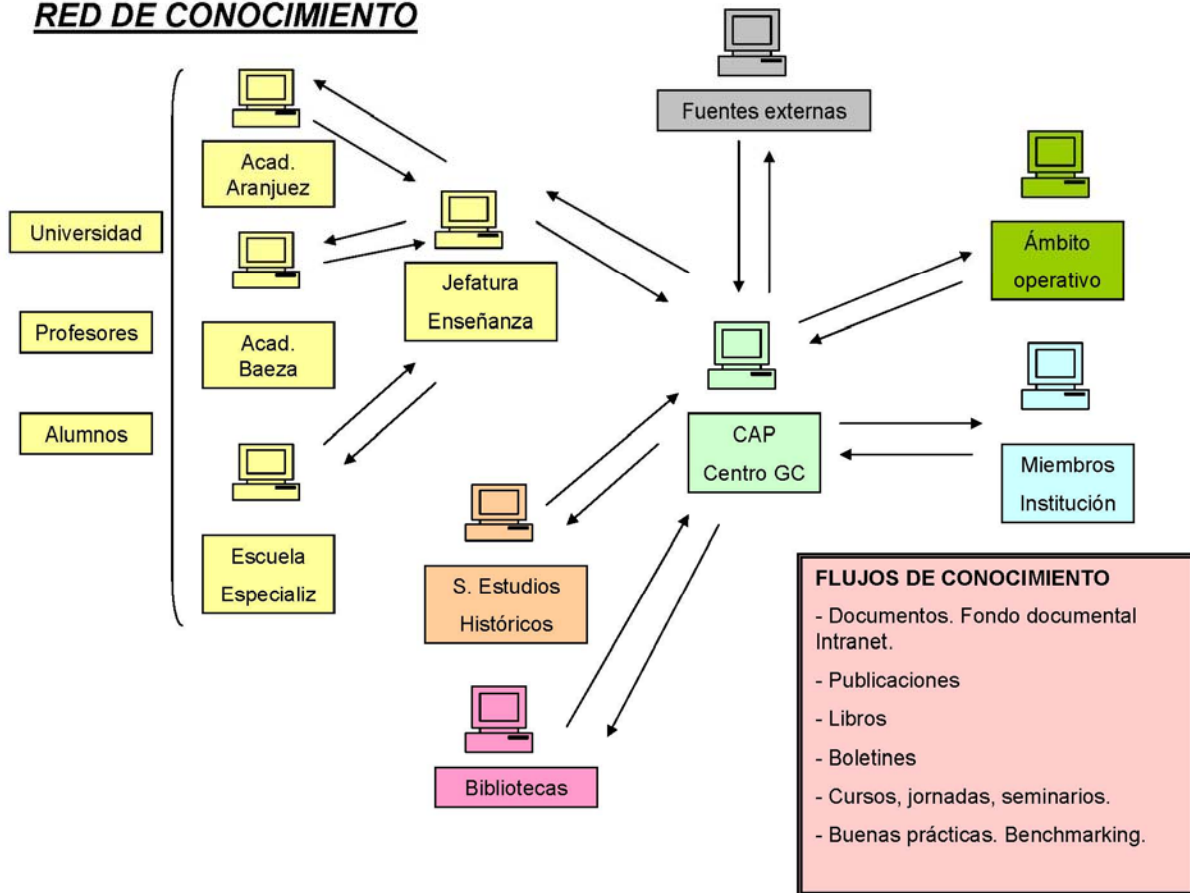 RED DE CONOCIMIENTO
Fuentes externas
Acad.
Aranjuez
Universidad
Ámbito
operativo
Jefatura
Enseñanza
Profesores
Acad.
Baeza
Alumnos
CAP
Centro GC
Miembros
Institución
Escuela
Especializ
S. Estudios
Históricos
Bibliotecas
FLUJOS DE CONOCIMIENTO
- Documentos. Fondo documental
Intranet.
- Publicaciones
- Libros
- Boletines
- Cursos, jornadas, seminarios.
- Buenas prácticas. Benchmarking.